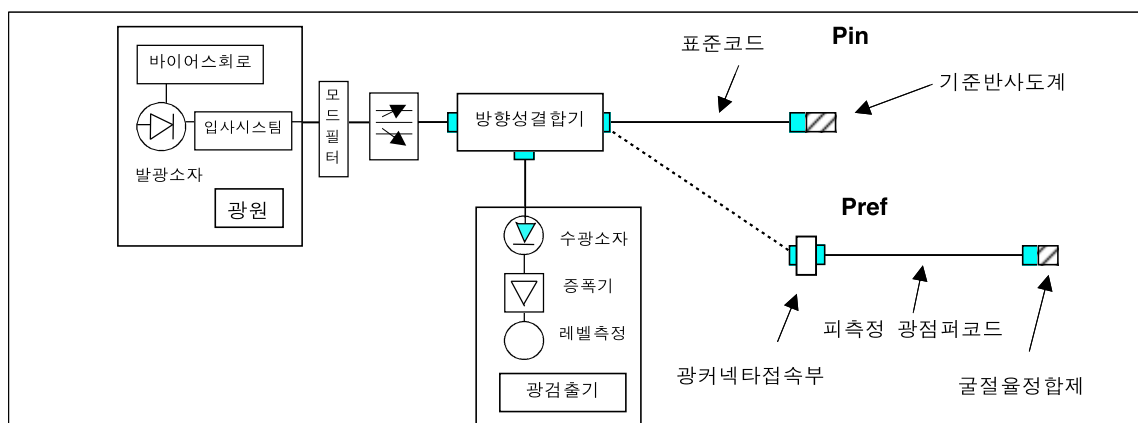 표준코드
Pin
바이어스회로
기준반사도계
모드필터
입사시스팀
방향성결합기
발광소자
광원
Pref
수광소자
증폭기
레벨측정
피측정 광점퍼코드
광커넥타접속부
광검출기
굴절율정합제